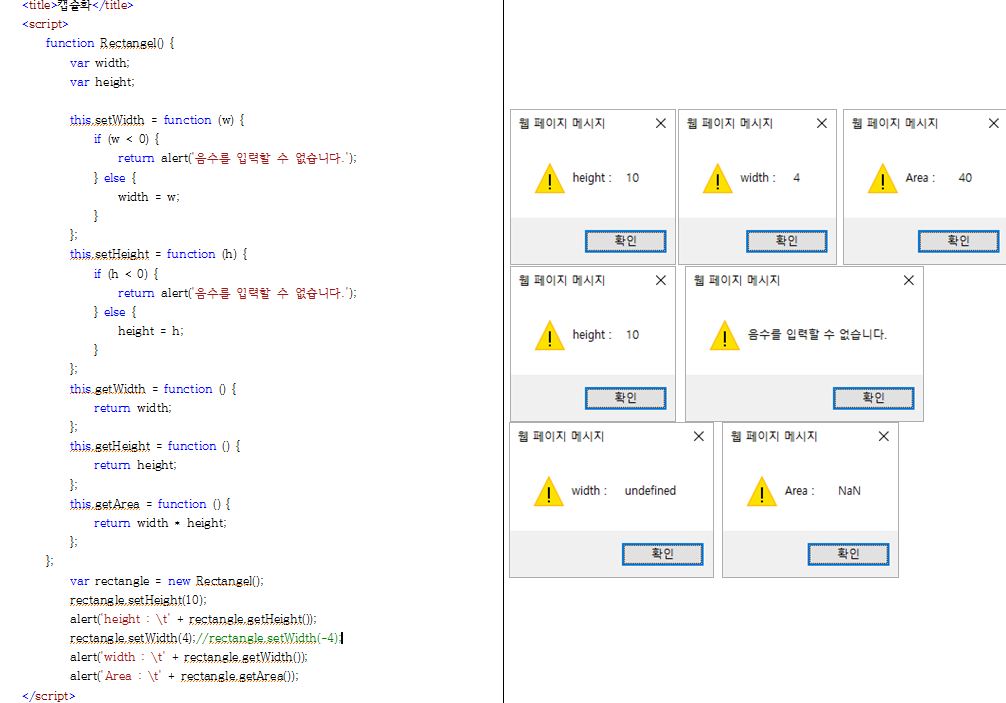 <title>캡슐화</title>
<script>
function Rectangel() {
var width;
var height;
this.setWidth = function (w) {
if (w < 0) {
return alert('음수를 입력할 수 없습니다.');
} else {
width = w;
}
};
this.setHeight = function (h) {
if (h < 0) {
return alert('음수를 입력할 수 없습니다.');
} else {
height = h;
}
};
this.getWidth = function () {
return width;
};
this.getHeight = function () {
return height;
};
this.getArea = function () {
return width * height;
};
};
var rectangle = new Rectangel();
rectangle.setHeight(10);
alert('height : \t' + rectangle.getHeight());
rectangle.setWidth(4);//rectangle.setWidth(-4);
alert('width : \t' + rectangle.getWidth());
alert('Area : \t' + rectangle.getArea());
</script>
웹 페이지 메시지
height : 10
확인
웹 페이지 메시지
width : 4
확인
웹 페이지 메시지
Area : 40
확인
웹 페이지 메시지
height : 10
확인
웹 페이지 메시지
음수를 입력할 수 없습니다.
확인
웹 페이지 메시지
width : undefined
확인
웹 페이지 메시지
Area : NaN
확인